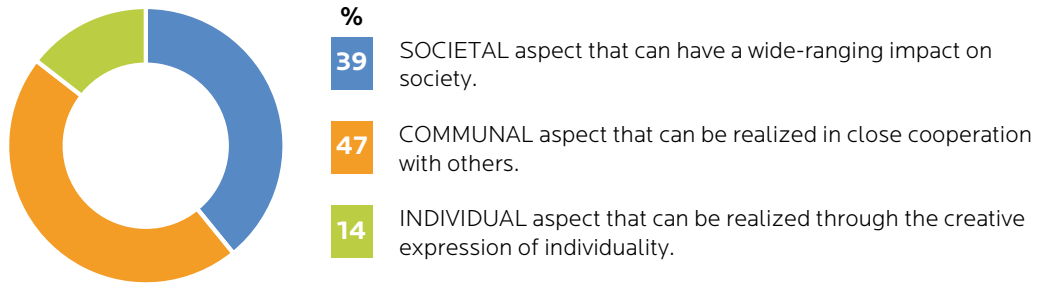 %
39
SOCIETAL aspect that can have a wide-ranging impact on
society.
47
COMMUNAL aspect that can be realized in close cooperation
with others.
14
INDIVIDUAL aspect that can be realized through the creative
expression of individuality.